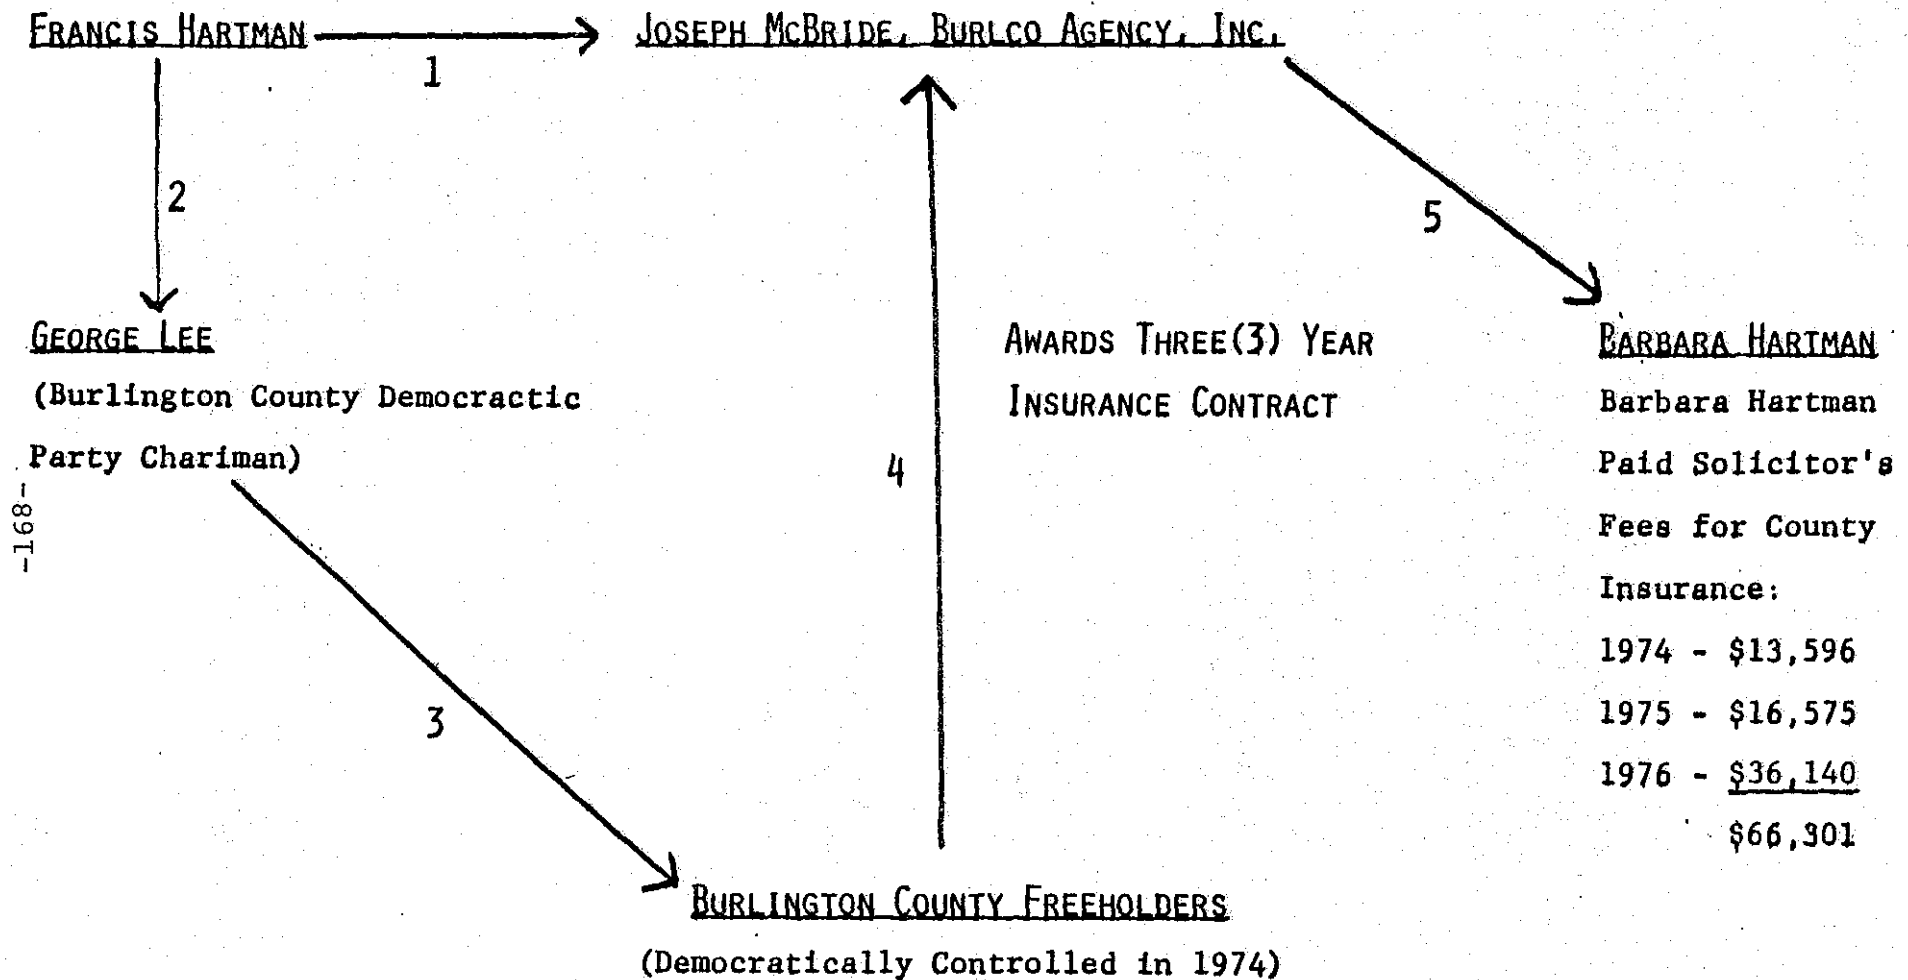 FRANCIS HARTMAN
1
JOSEPH MCBRIDE, BURLCO AGENCY, INC.
2
5
GEORGE LEE
(Burlington County Democractic
Party Chariman)
AWARDS THREE(3) YEAR
INSURANCE CONTRACT
4
3
BARBARA HARTMAN
Barbara Hartman
Paid Solicitor's
Fees for County
Insurance:
1974 - $13,596
1975 - $16,575
1976 - $36,140
$66,301
BURLINGTON COUNTY FREEHOLDERS
(Democratically Controlled in 1974)
-168-